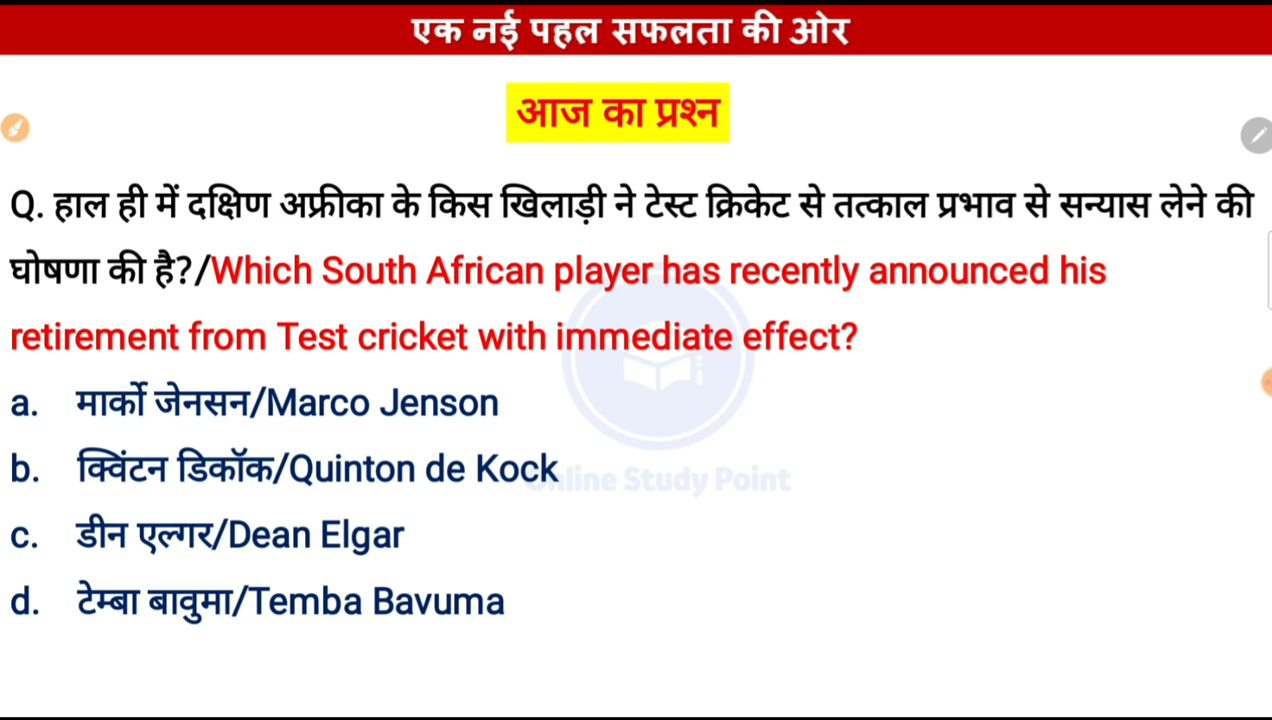 एक नई पहल सफलता की ओर
आज का प्रश्न
Q. हाल ही में दक्षिण अफ्रीका के किस खिलाड़ी ने टेस्ट क्रिकेट से तत्काल प्रभाव से सन्यास लेने की
घोषणा की है?/Which South African player has recently announced his
retirement from Test cricket with immediate effect?
a. मार्को जेनसन/Marco Jenson
b. क्विंटन डिकॉक/Quinton de Kock
Online Study Point
c. डीन एल्गर/Dean Elgar
d. टेम्बा बावुमा/Temba Bavuma